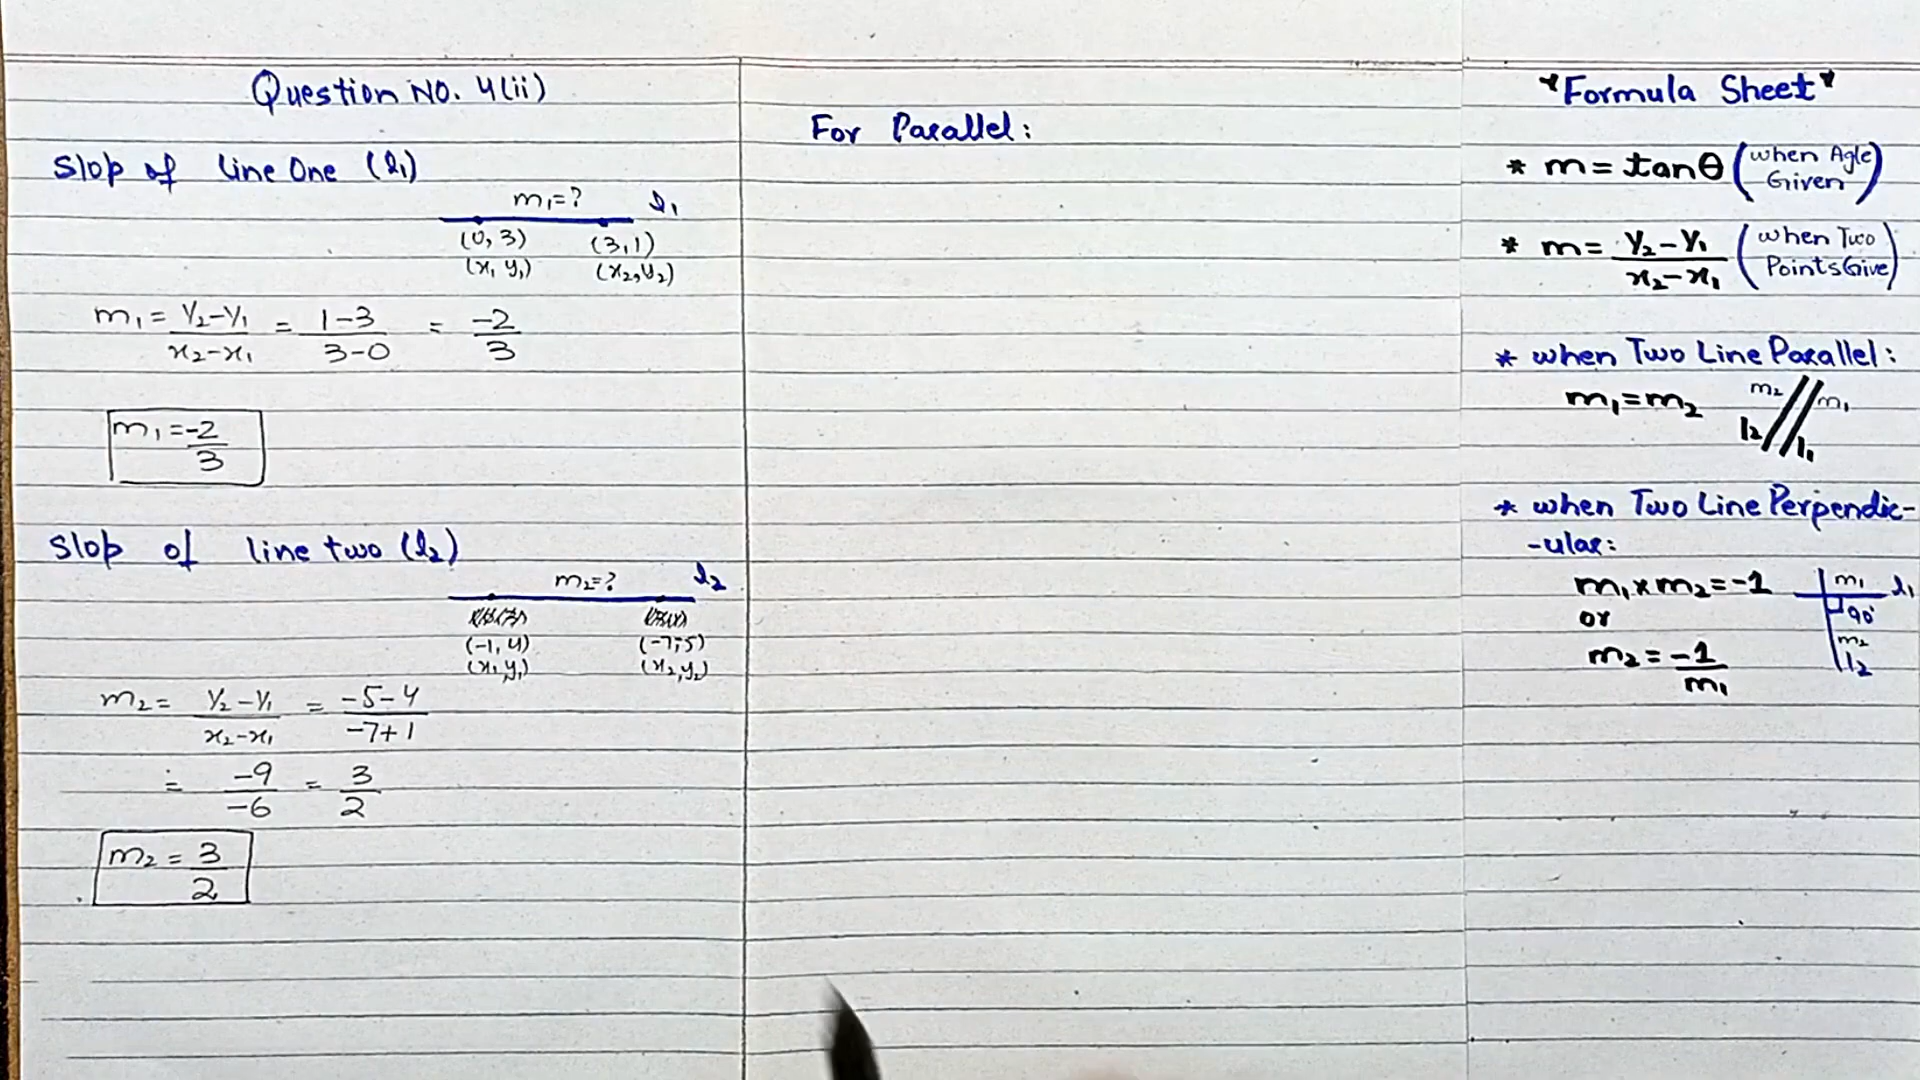 Question No. 4(ii)
Slop of line One (l₁)
m₁=? l₁
(0, 3) (3,1)
(x₁ y₁) (x₂,y₂)
m₁ = y₂-y₁/x₂-x₁ = 1-3/3-0 = -2/3
m₁ = -2/3
Slop of line two (l₂)
m₂=? l₂
(-1, 4) (-7,-5)
(x₁,y₁) (x₂,y₂)
m₂ = y₂-y₁/x₂-x₁ = -5-4/-7+1
= -9/-6 = 3/2
m₂ = 3/2
For Parallel:
"Formula Sheet"
* m = tanθ (when Agle Given)
* m = y₂-y₁/x₂-x₁ (when Two Points Give)
* when Two Line Parallel:
m₁=m₂ m₂ m₁
l₂ l₁
* when Two Line Perpendic-
-ular:
m₁×m₂=-1 m₁ l₁
or 90°
m₂ = -1/m₁ m₂
l₂